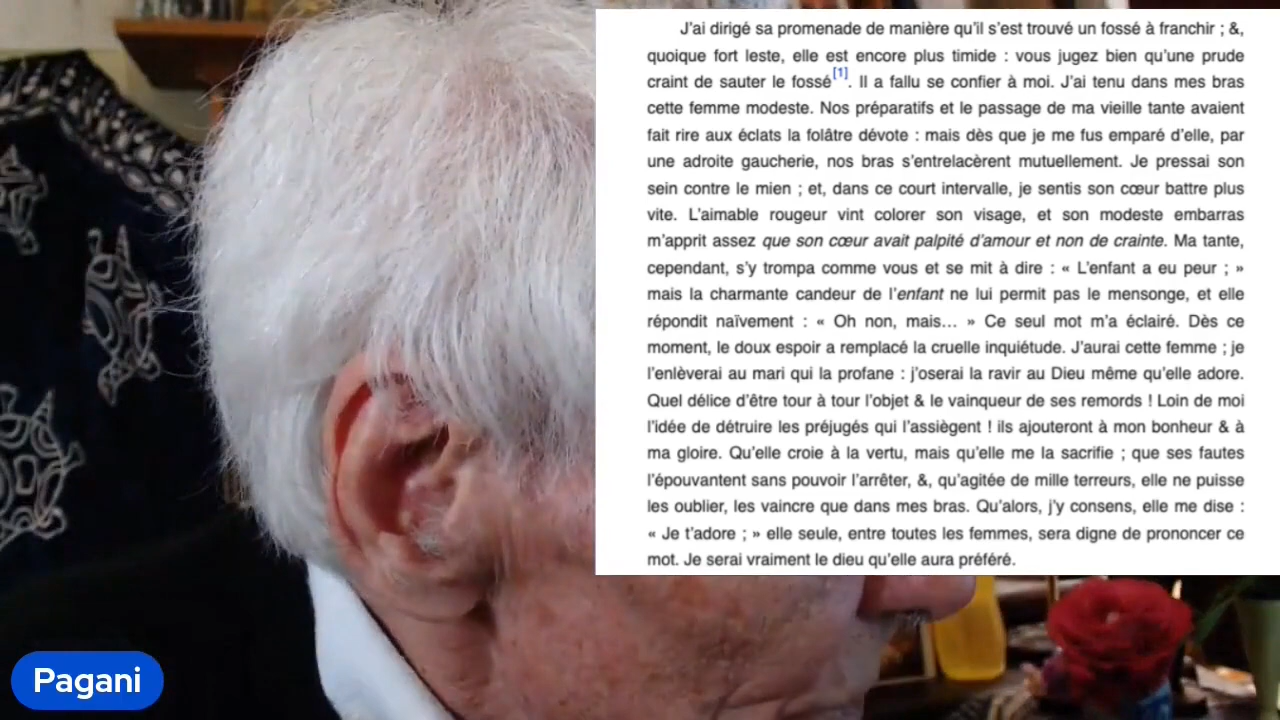 J'ai dirigé sa promenade de manière qu'il s'est trouvé un fossé à franchir ; &,
quoique fort leste, elle est encore plus timide : vous jugez bien qu'une prude
craint de sauter le fossé[1]. Il a fallu se confier à moi. J'ai tenu dans mes bras
cette femme modeste. Nos préparatifs et le passage de ma vieille tante avaient
fait rire aux éclats la folâtre dévote : mais dès que je me fus emparé d'elle, par
une adroite gaucherie, nos bras s'entrelacèrent mutuellement. Je pressai son
sein contre le mien ; et, dans ce court intervalle, je sentis son cœur battre plus
vite. L'aimable rougeur vint colorer son visage, et son modeste embarras
m'apprit assez que son cœur avait palpité d'amour et non de crainte. Ma tante,
cependant, s'y trompa comme vous et se mit à dire : « L'enfant a eu peur ; »
mais la charmante candeur de l'enfant ne lui permit pas le mensonge, et elle
répondit naïvement : « Oh non, mais… » Ce seul mot m'a éclairé. Dès ce
moment, le doux espoir a remplacé la cruelle inquiétude. J'aurai cette femme ; je
l'enlèverai au mari qui la profane : j'oserai la ravir au Dieu même qu'elle adore.
Quel délice d'être tour à tour l'objet & le vainqueur de ses remords ! Loin de moi
l'idée de détruire les préjugés qui l'assiègent ! ils ajouteront à mon bonheur & à
ma gloire. Qu'elle croie à la vertu, mais qu'elle me la sacrifie ; que ses fautes
l'épouvantent sans pouvoir l'arrêter, &, qu'agitée de mille terreurs, elle ne puisse
les oublier, les vaincre que dans mes bras. Qu'alors, j'y consens, elle me dise :
« Je t'adore ; » elle seule, entre toutes les femmes, sera digne de prononcer ce
mot. Je serai vraiment le dieu qu'elle aura préféré.
Pagani